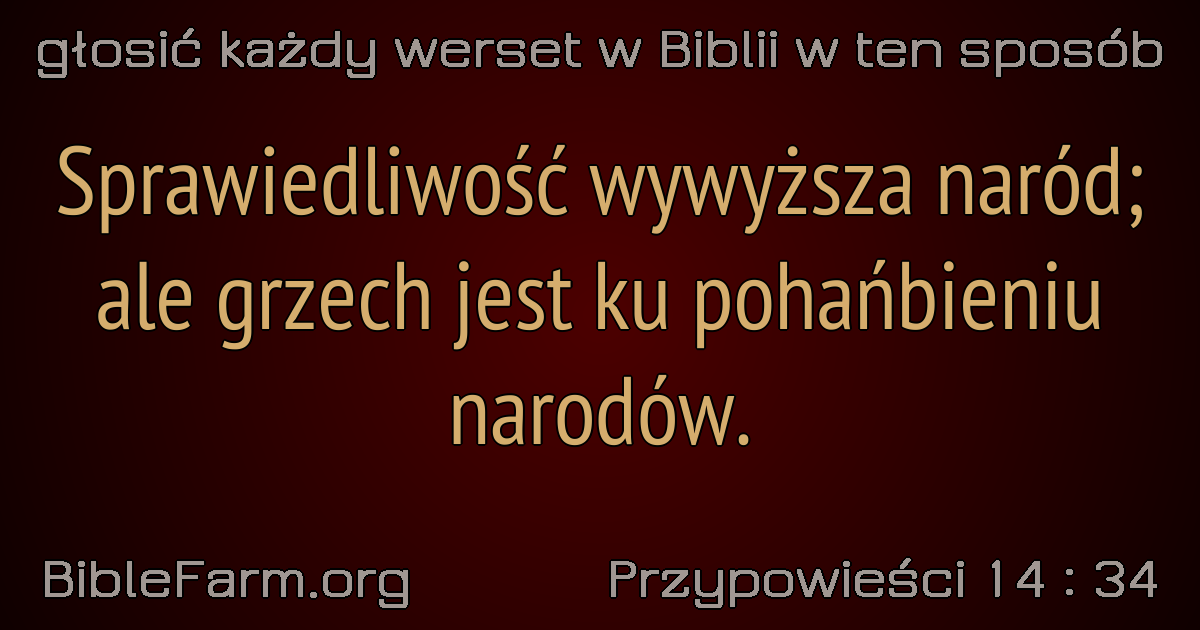 głosić każdy werset w Biblii w ten sposób
Sprawiedliwość wywyższa naród;
ale grzech jest ku pohańbieniu
narodów.
BibleFarm.org
Przypowieści 14 : 34